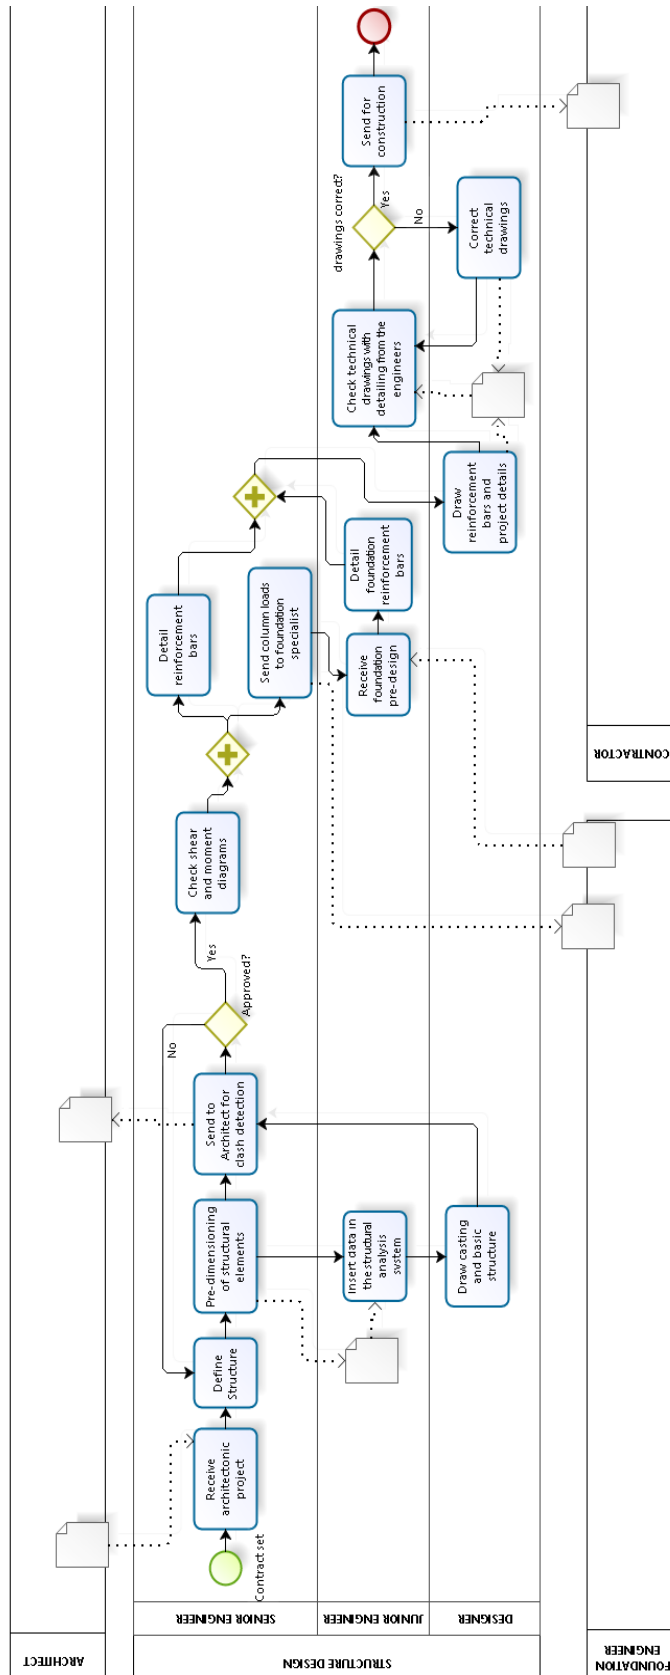 ARCHITECT
STRUCTURE DESIGN
SENIOR ENGINEER
JUNIOR ENGINEER
DESIGNER
FOUNDATION
ENGINEER
CONTRACTOR
Contract set
Receive
architectonic
project
Define
Structure
Pre-dimensioning
of structural
elements
Insert data in
the structural
analysis
system
Draw casting
and basic
structure
Send to
Architect for
clash detection
Approved?
No
Yes
Check shear
and moment
diagrams
Detail
reinforcement
bars
Send column loads
to foundation
specialist
Receive
foundation
pre-design
Detail
foundation
reinforcement
bars
Draw
reinforcement
bars and
project details
Check technical
drawings with
detailing from the
engineers
drawings correct?
Yes
No
Correct
technical
drawings
Send for
construction